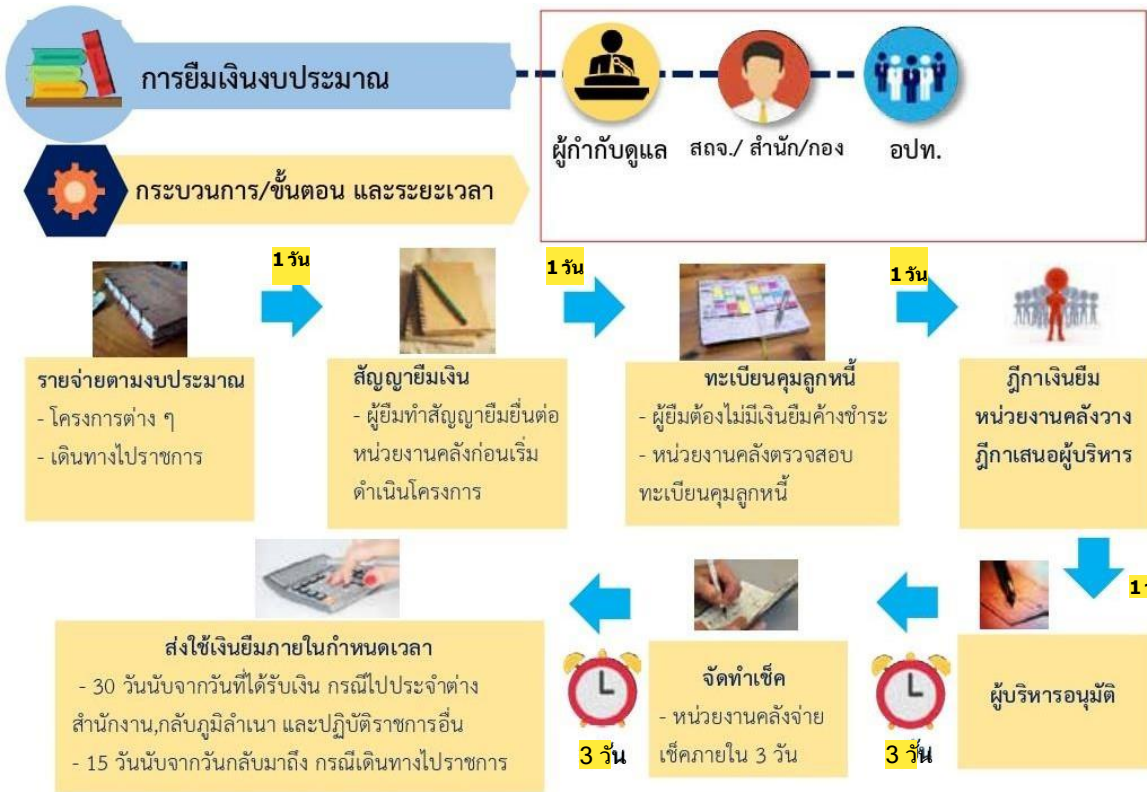 การยืมเงินงบประมาณ
ผู้กำกับดูแล
สถจ./ สำนัก/กอง
อปท.
กระบวนการ/ขั้นตอน และระยะเวลา
1 วัน
1 วัน
1 วัน
รายจ่ายตามงบประมาณ
- โครงการต่าง ๆ
- เดินทางไปราชการ
สัญญายืมเงิน
- ผู้ยืมทำสัญญายืมยื่นต่อ
หน่วยงานคลังก่อนเริ่ม
ดำเนินโครงการ
ทะเบียนคุมลูกหนี้
- ผู้ยืมต้องไม่มีเงินยืมค้างชำระ
- หน่วยงานคลังตรวจสอบ
ทะเบียนคุมลูกหนี้
ฎีกาเงินยืม
หน่วยงานคลังวาง
ฎีกาเสนอผู้บริหาร
1
ผู้บริหารอนุมัติ
3 วัน
จัดทำเช็ค
- หน่วยงานคลังจ่าย
เช็คภายใน 3 วัน
3 วัน
ส่งใช้เงินยืมภายในกำหนดเวลา
- 30 วันนับจากวันที่ได้รับเงิน กรณีไปประจำต่าง
สำนักงาน,กลับภูมิลำเนา และปฏิบัติราชการอื่น
- 15 วันนับจากวันกลับมาถึง กรณีเดินทางไปราชการ